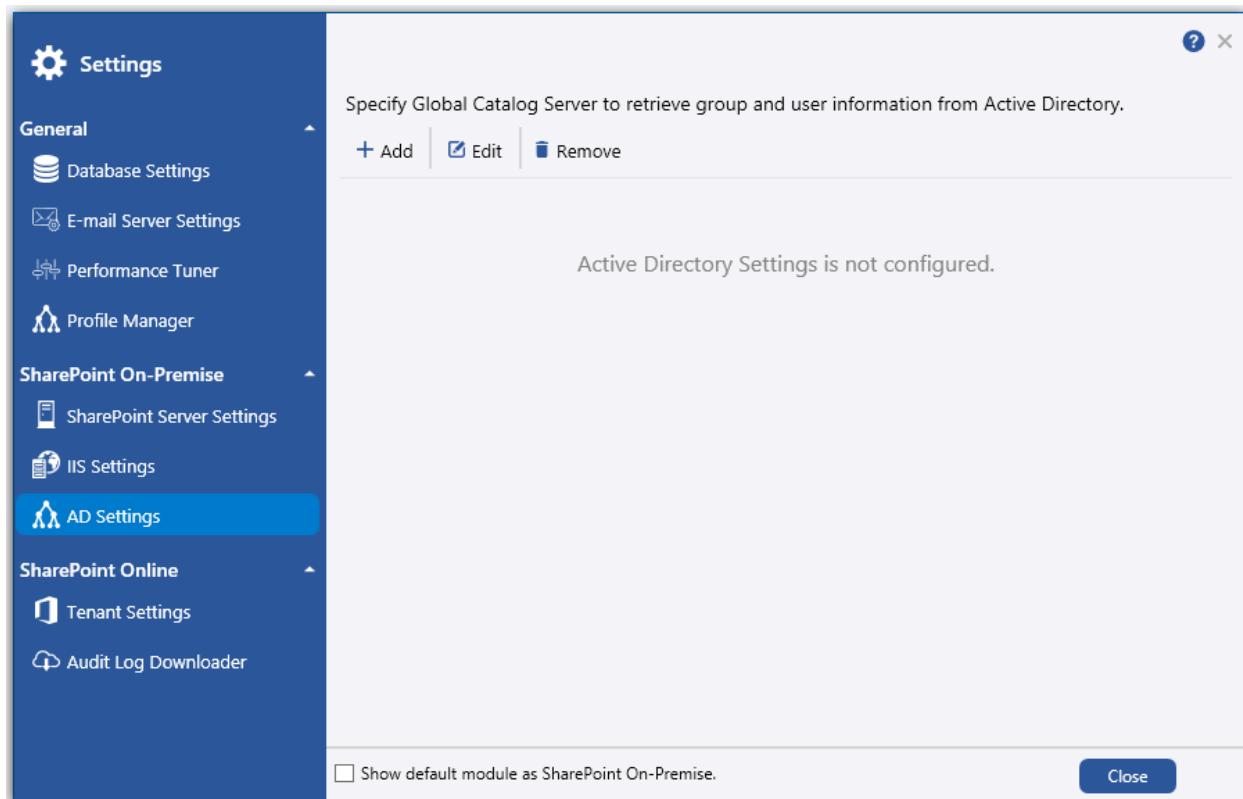 Settings
General
Database Settings
E-mail Server Settings
Performance Tuner
Profile Manager
SharePoint On-Premise
SharePoint Server Settings
IIS Settings
AD Settings
SharePoint Online
Tenant Settings
Audit Log Downloader
?
Specify Global Catalog Server to retrieve group and user information from Active Directory.
Add Edit Remove
Active Directory Settings is not configured.
Show default module as SharePoint On-Premise.
Close